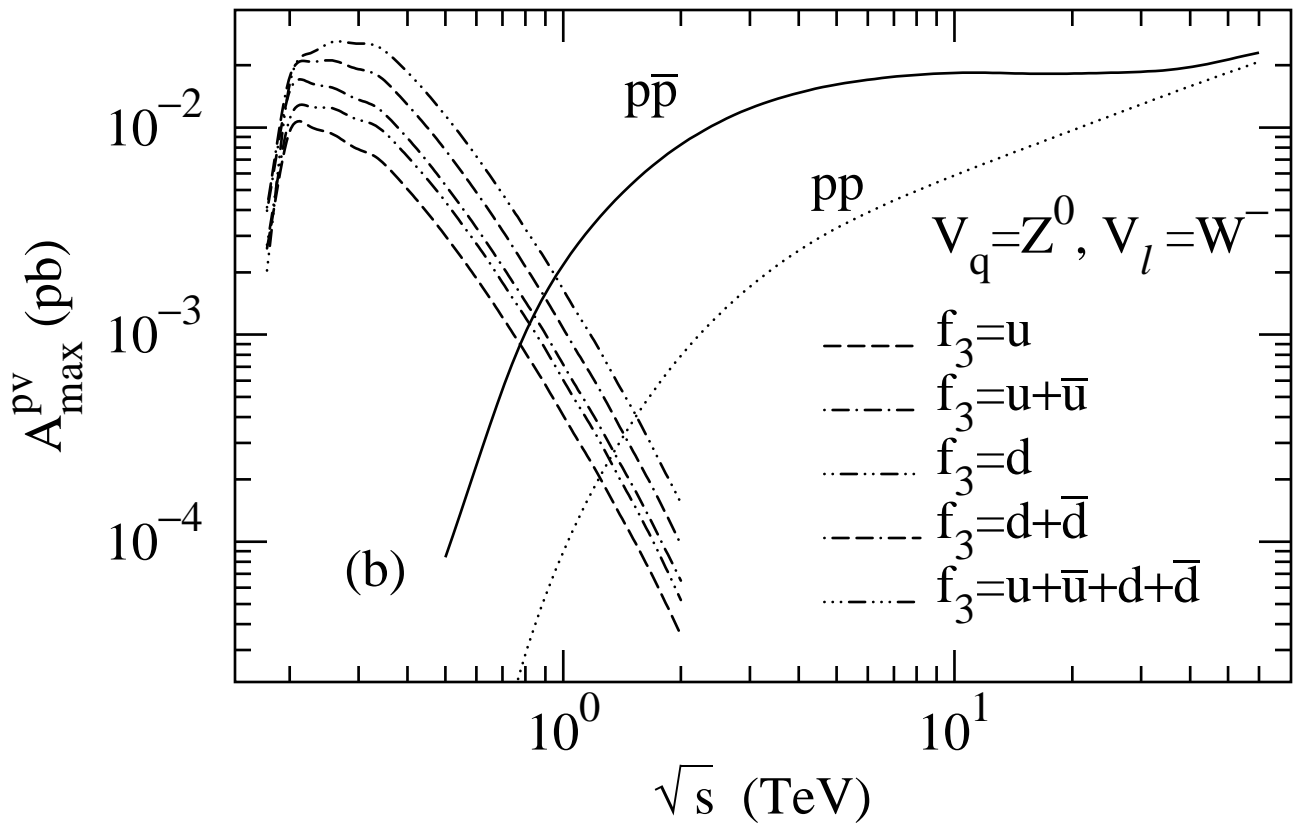 pp̅
pp
V_q=Z^0, V_l=W^−
f_3=u
f_3=u+u̅
f_3=d
f_3=d+d̅
f_3=u+u̅+d+d̅
(b)
10^−2
10^−3
10^−4
A^pv_max (pb)
10^0
10^1
√s (TeV)